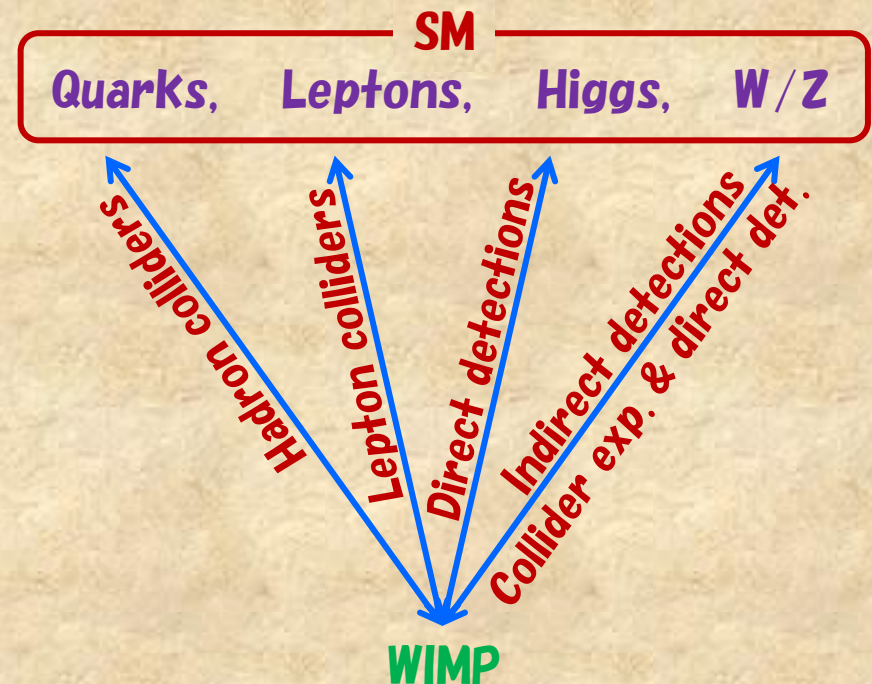 SM
Quarks, Leptons, Higgs, W/Z
Hadron colliders
Lepton colliders
Direct detections
Indirect detections
Collider exp. & direct det.
WIMP